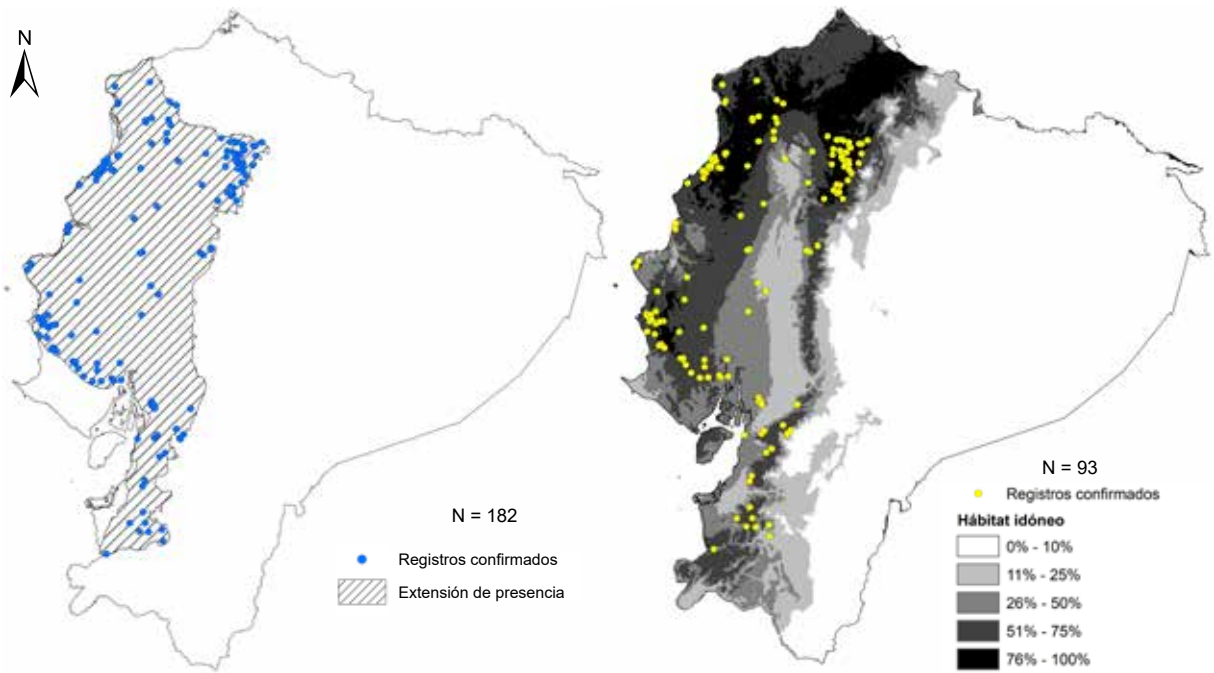 N
N = 182
Registros confirmados
Extensión de presencia
N = 93
Registros confirmados
Hábitat idóneo
0% - 10%
11% - 25%
26% - 50%
51% - 75%
76% - 100%